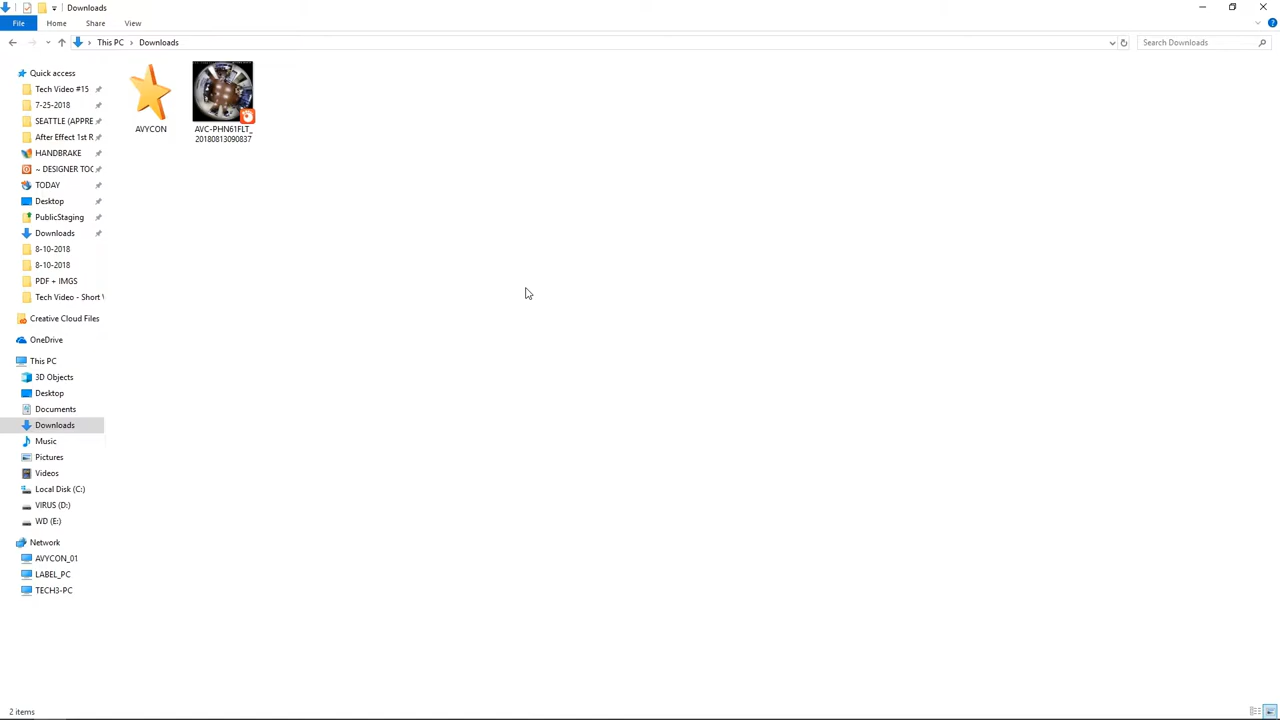 Downloads
File
Home
Share
View
This PC
Downloads
Search Downloads
Quick access
Tech Video #15
7-25-2018
SEATTLE (APPRE
After Effect 1st R
HANDBRAKE
~ DESIGNER TOO
TODAY
Desktop
PublicStaging
Downloads
8-10-2018
8-10-2018
PDF + IMGS
Tech Video - Short V
Creative Cloud Files
OneDrive
This PC
3D Objects
Desktop
Documents
Downloads
Music
Pictures
Videos
Local Disk (C:)
VIRUS (D:)
WD (E:)
Network
AVYCON_01
LABEL_PC
TECH3-PC
AVYCON
AVC-PHN61FLT_
20180813090837
2 items